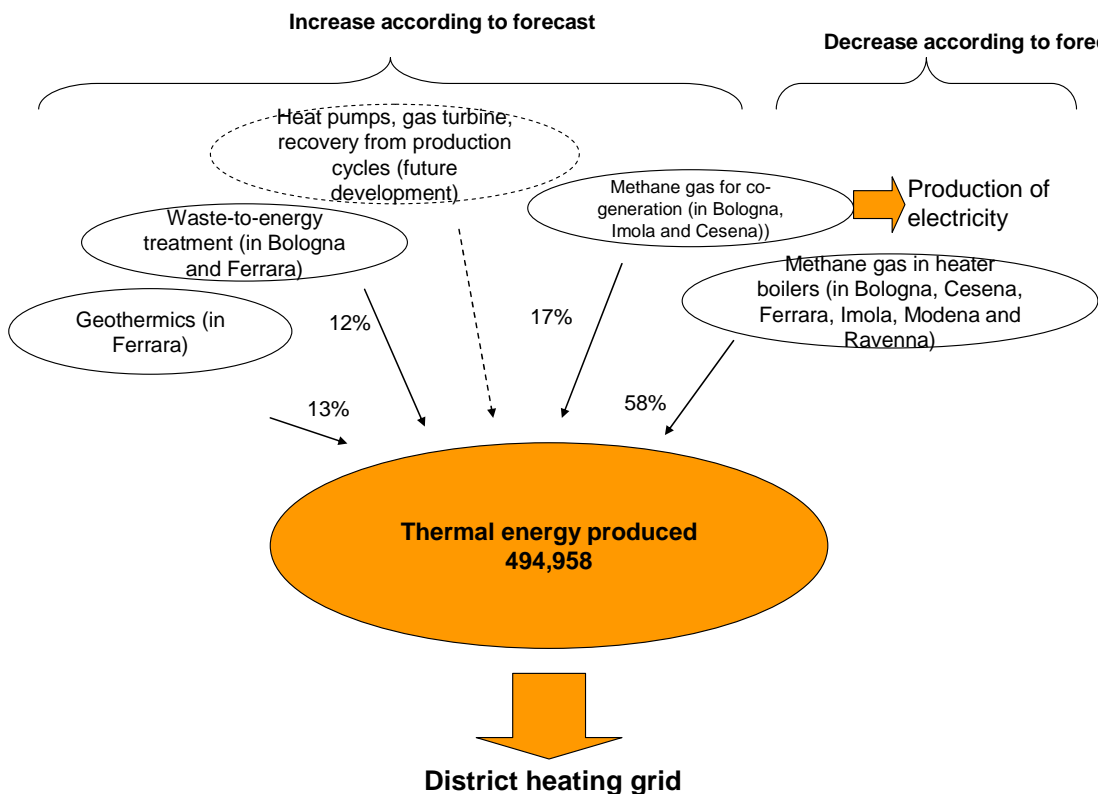 Increase according to forecast
Decrease according to fore
Heat pumps, gas turbine,
recovery from production
cycles (future
development)
Methane gas for co-
generation (in Bologna,
Imola and Cesena))
Production of
electricity
Waste-to-energy
treatment (in Bologna
and Ferrara)
Methane gas in heater
boilers (in Bologna, Cesena,
Ferrara, Imola, Modena and
Ravenna)
Geothermics (in
Ferrara)
12%
17%
13%
58%
Thermal energy produced
494,958
District heating grid